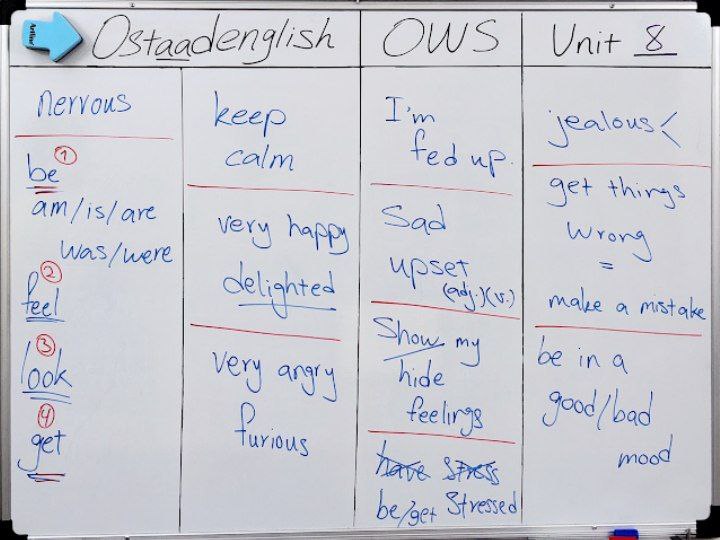 Ostaadenglish
OWS
Unit 8
nervous
be ①
am/is/are
was/were
②
feel
③
look
④
get
keep
calm
very happy
delighted
very angry
furious
I'm
fed up.
Sad
upset
(adj.)(v.)
Show my
hide
feelings
have stress
be/get stressed
jealous<
get things
wrong
=
make a mistake
be in a
good/bad
mood